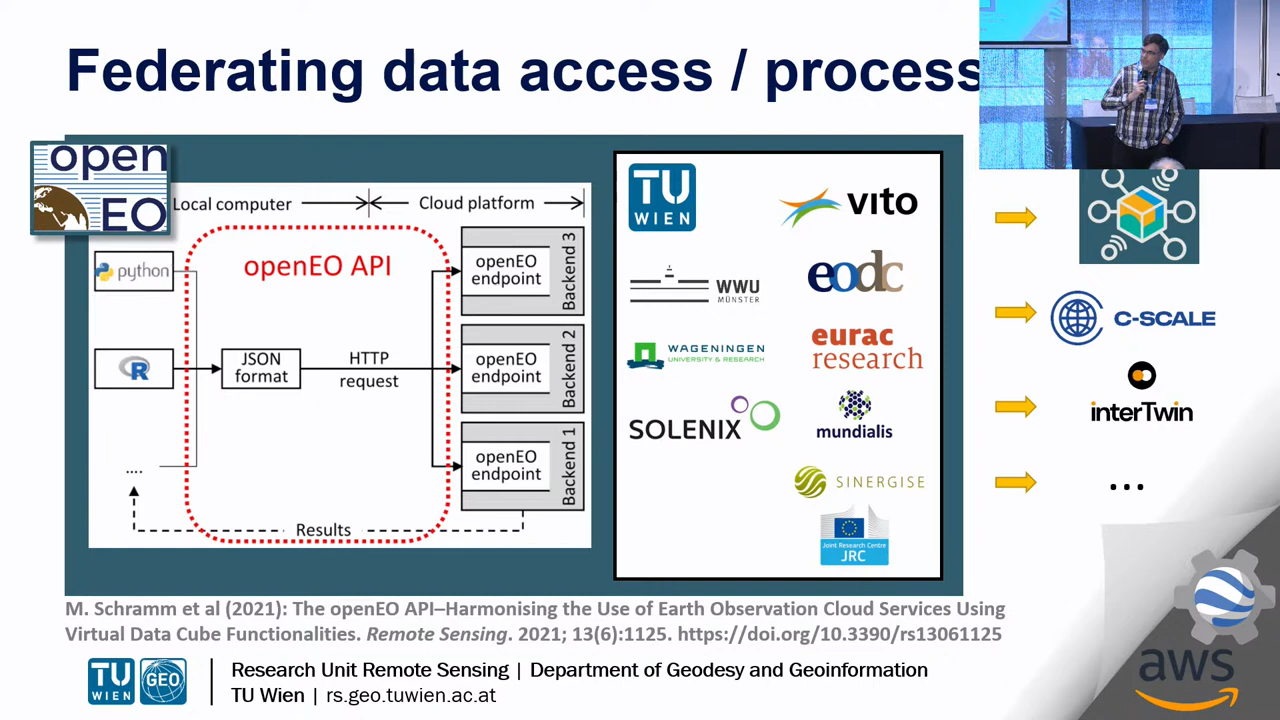 Federating data access / process
open
EO
Local computer
Cloud platform
openEO API
python
R
....
JSON
format
HTTP
request
openEO
endpoint
Backend 3
openEO
endpoint
Backend 2
openEO
endpoint
Backend 1
Results
TU
WIEN
vito
WWU
MÜNSTER
eodc
WAGENINGEN
UNIVERSITY & RESEARCH
eurac
research
SOLENIX
mundialis
SINERGISE
Joint Research Centre
JRC
C-SCALE
interTwin
...
M. Schramm et al (2021): The openEO API–Harmonising the Use of Earth Observation Cloud Services Using
Virtual Data Cube Functionalities. Remote Sensing. 2021; 13(6):1125. https://doi.org/10.3390/rs13061125
TU
WIEN
GEO
Research Unit Remote Sensing | Department of Geodesy and Geoinformation
TU Wien | rs.geo.tuwien.ac.at
aws